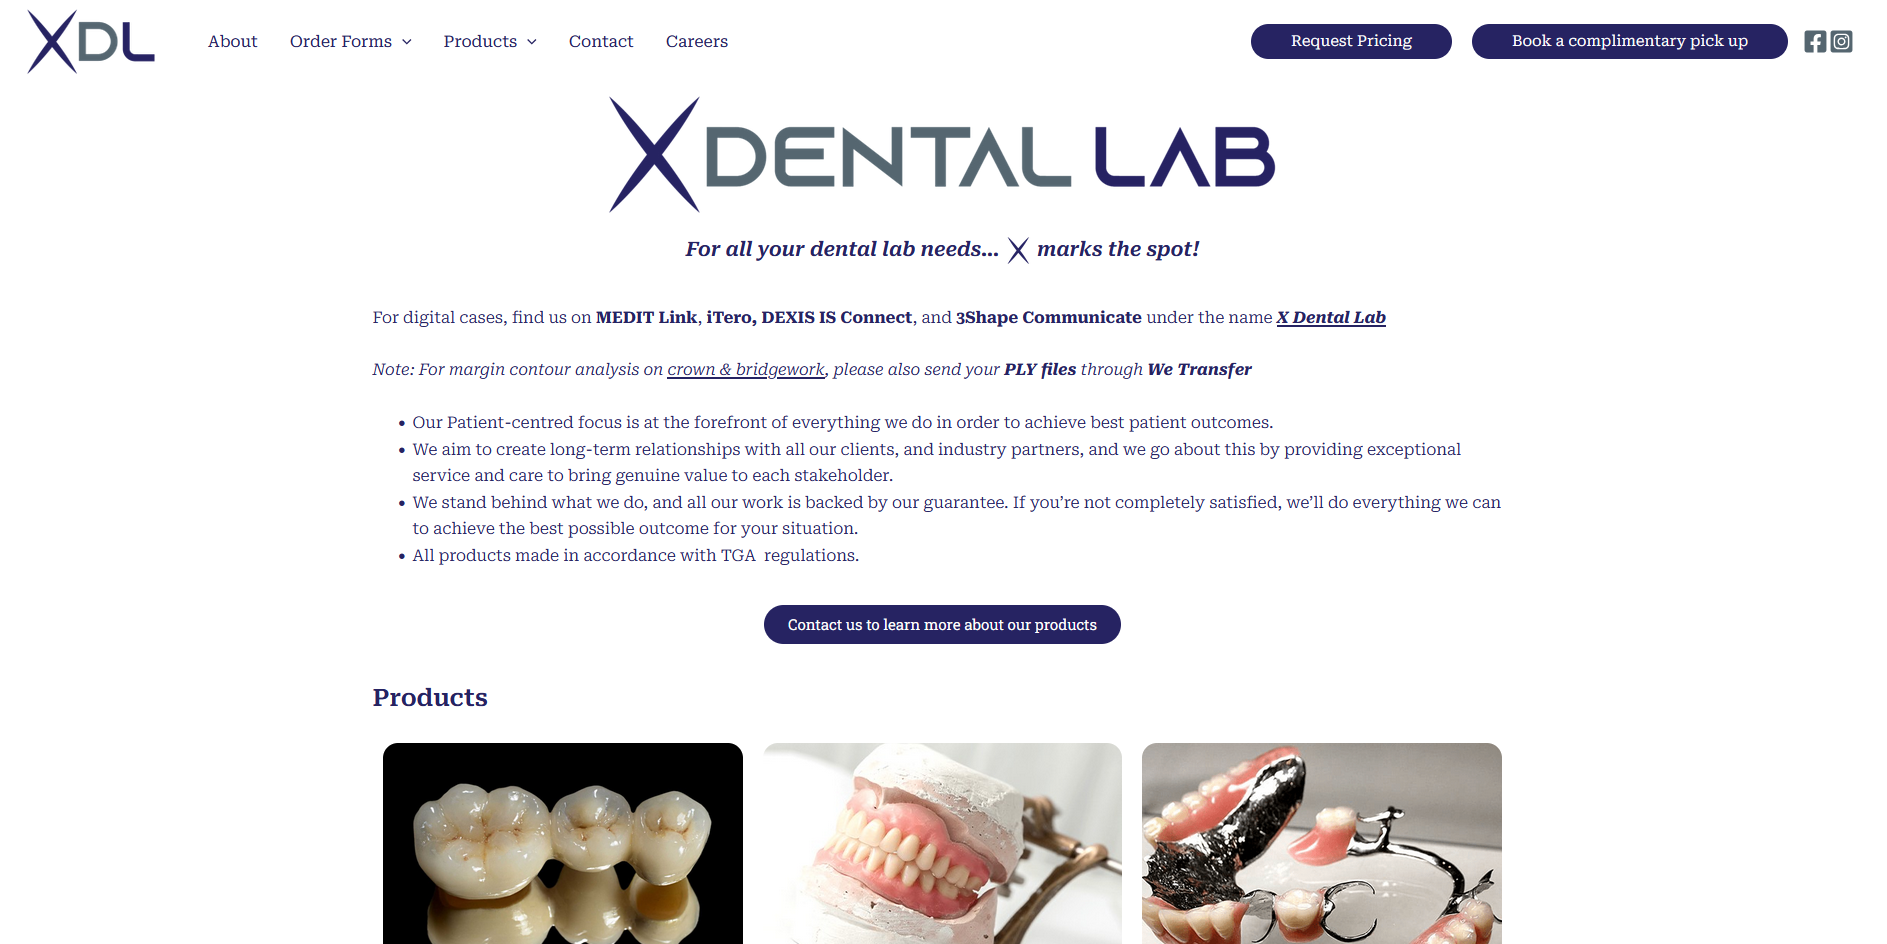 XDL
About
Order Forms
Products
Contact
Careers
Request Pricing
Book a complimentary pick up
XDENTAL LAB
For all your dental lab needs... X marks the spot!
For digital cases, find us on MEDIT Link, iTero, DEXIS IS Connect, and 3Shape Communicate under the name X Dental Lab
Note: For margin contour analysis on crown & bridgework, please also send your PLY files through We Transfer
• Our Patient-centred focus is at the forefront of everything we do in order to achieve best patient outcomes.
• We aim to create long-term relationships with all our clients, and industry partners, and we go about this by providing exceptional
service and care to bring genuine value to each stakeholder.
• We stand behind what we do, and all our work is backed by our guarantee. If you’re not completely satisfied, we’ll do everything we can
to achieve the best possible outcome for your situation.
• All products made in accordance with TGA  regulations.
Contact us to learn more about our products
Products